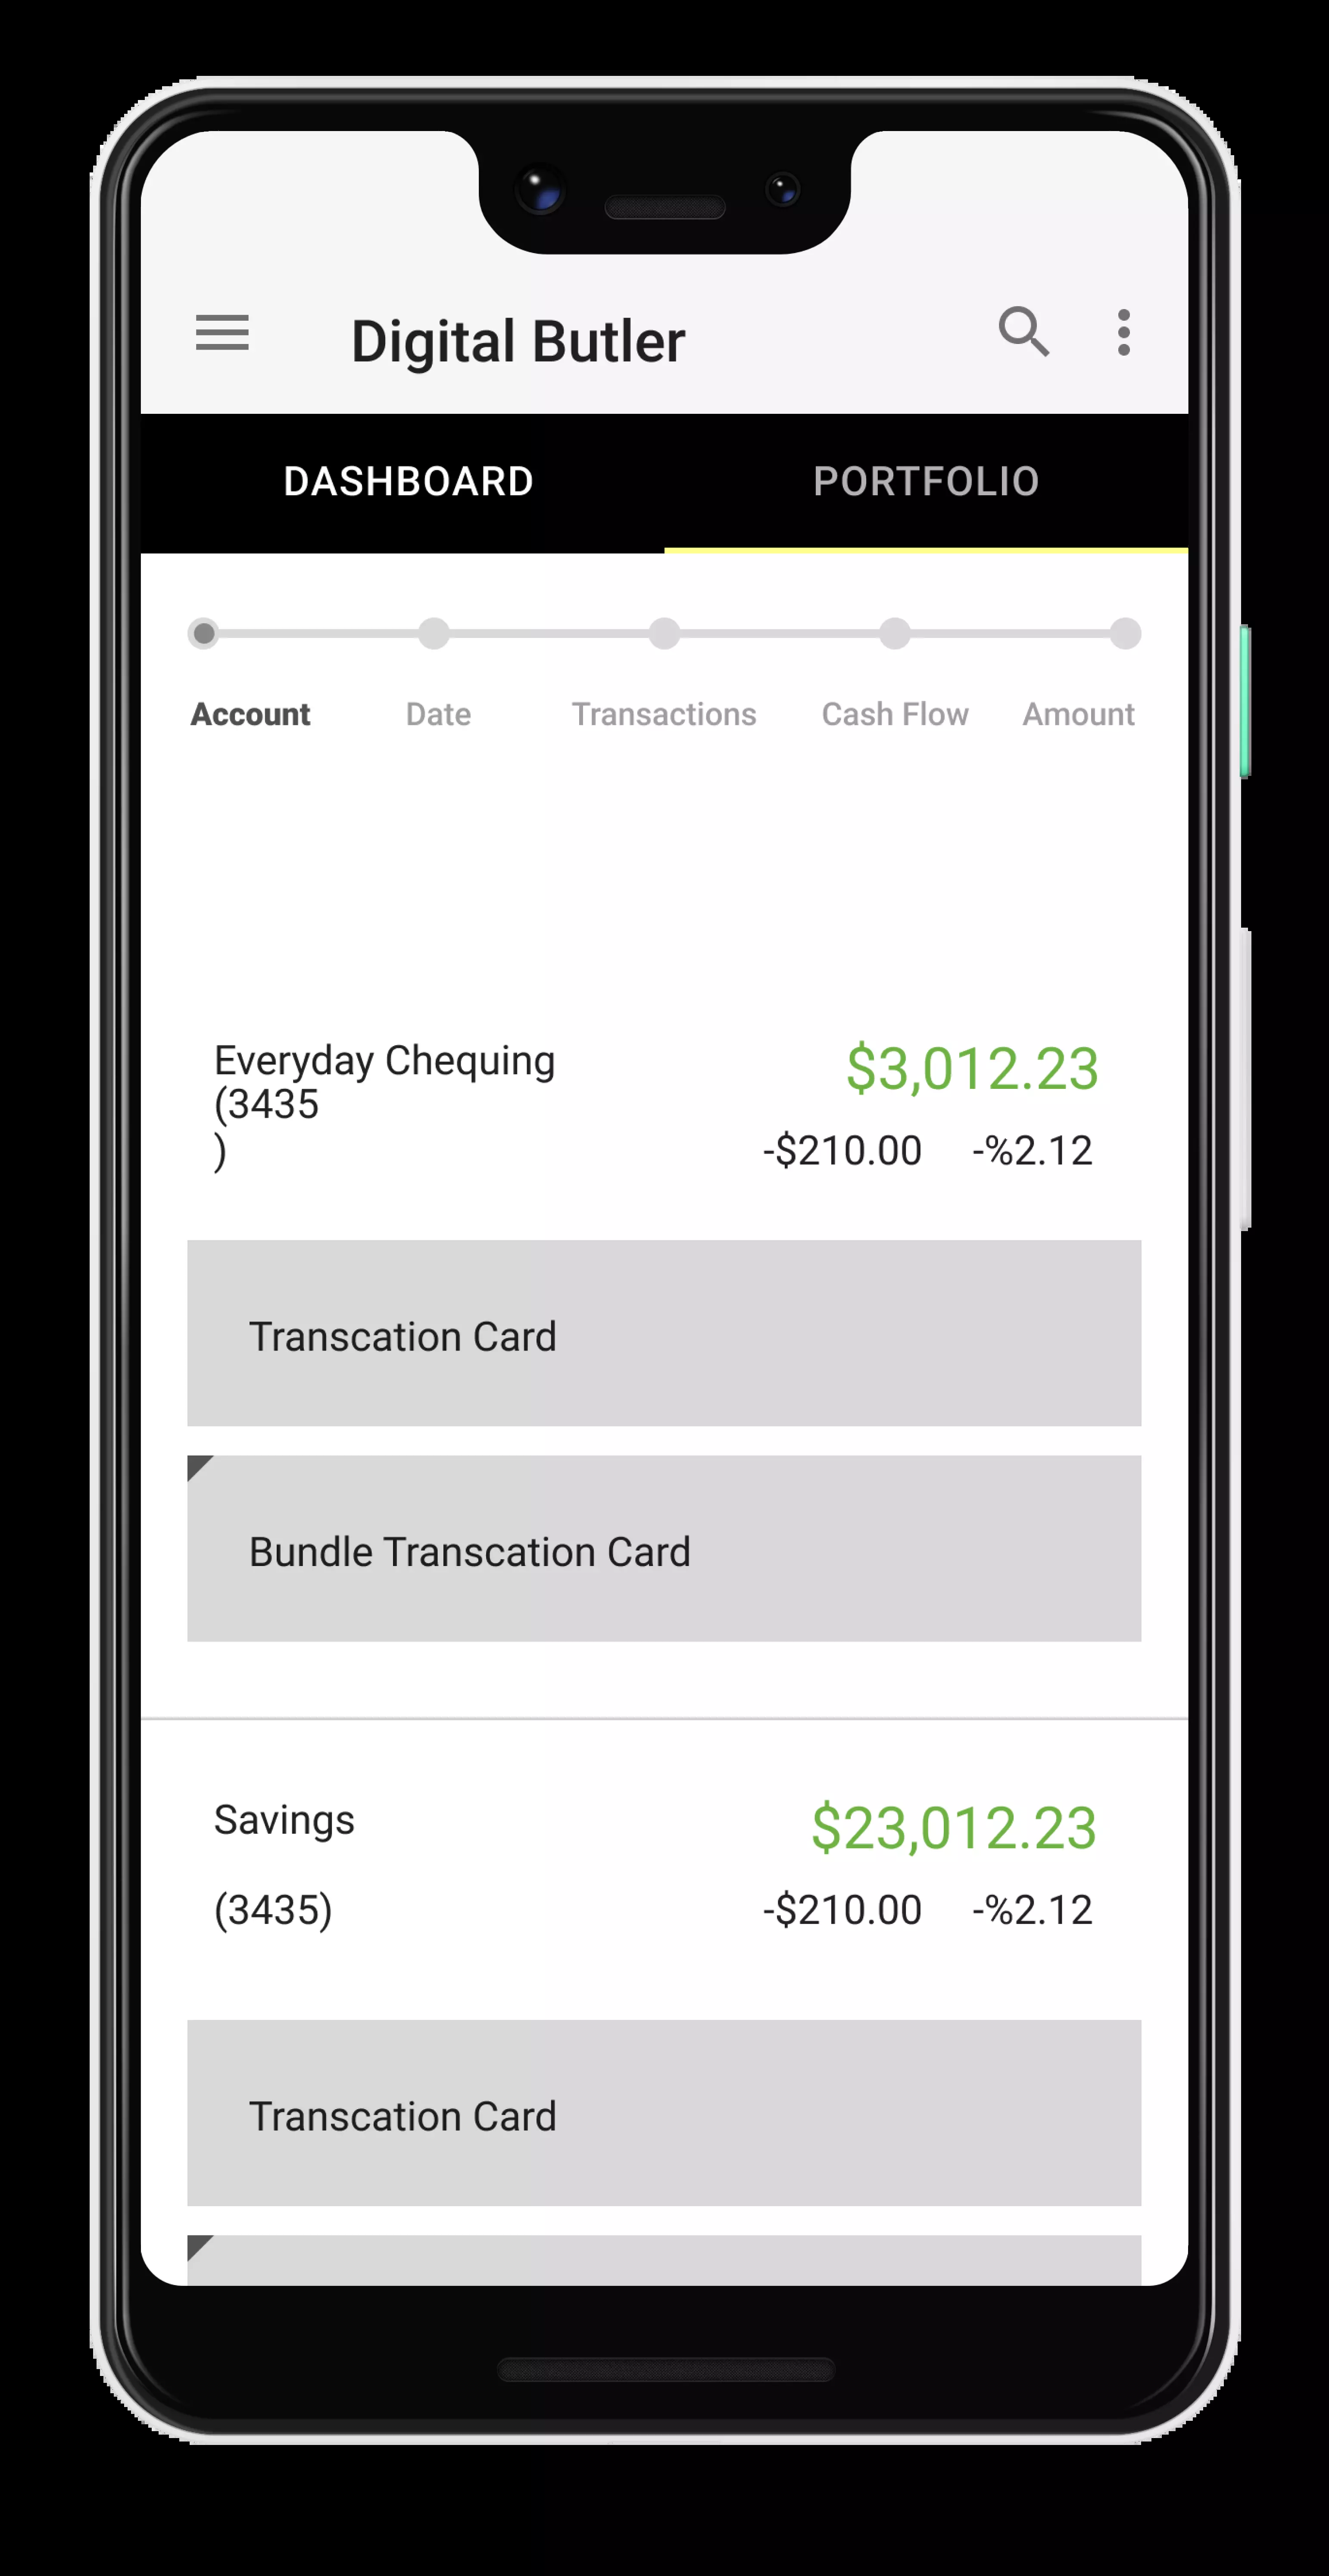 Digital Butler
DASHBOARD PORTFOLIO
Account Date Transactions Cash Flow Amount
Everyday Chequing
(3435
)
$3,012.23
-$210.00 -%2.12
Transcation Card
Bundle Transcation Card
Savings
$23,012.23
(3435)
-$210.00 -%2.12
Transcation Card